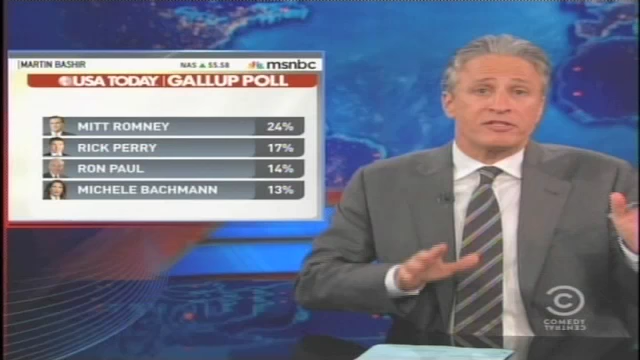 MARTIN BASHIR
NAS ▲ 55.58
msnbc
USA TODAY | GALLUP POLL
MITT ROMNEY 24%
RICK PERRY 17%
RON PAUL 14%
MICHELE BACHMANN 13%
COMEDY
CENTRAL